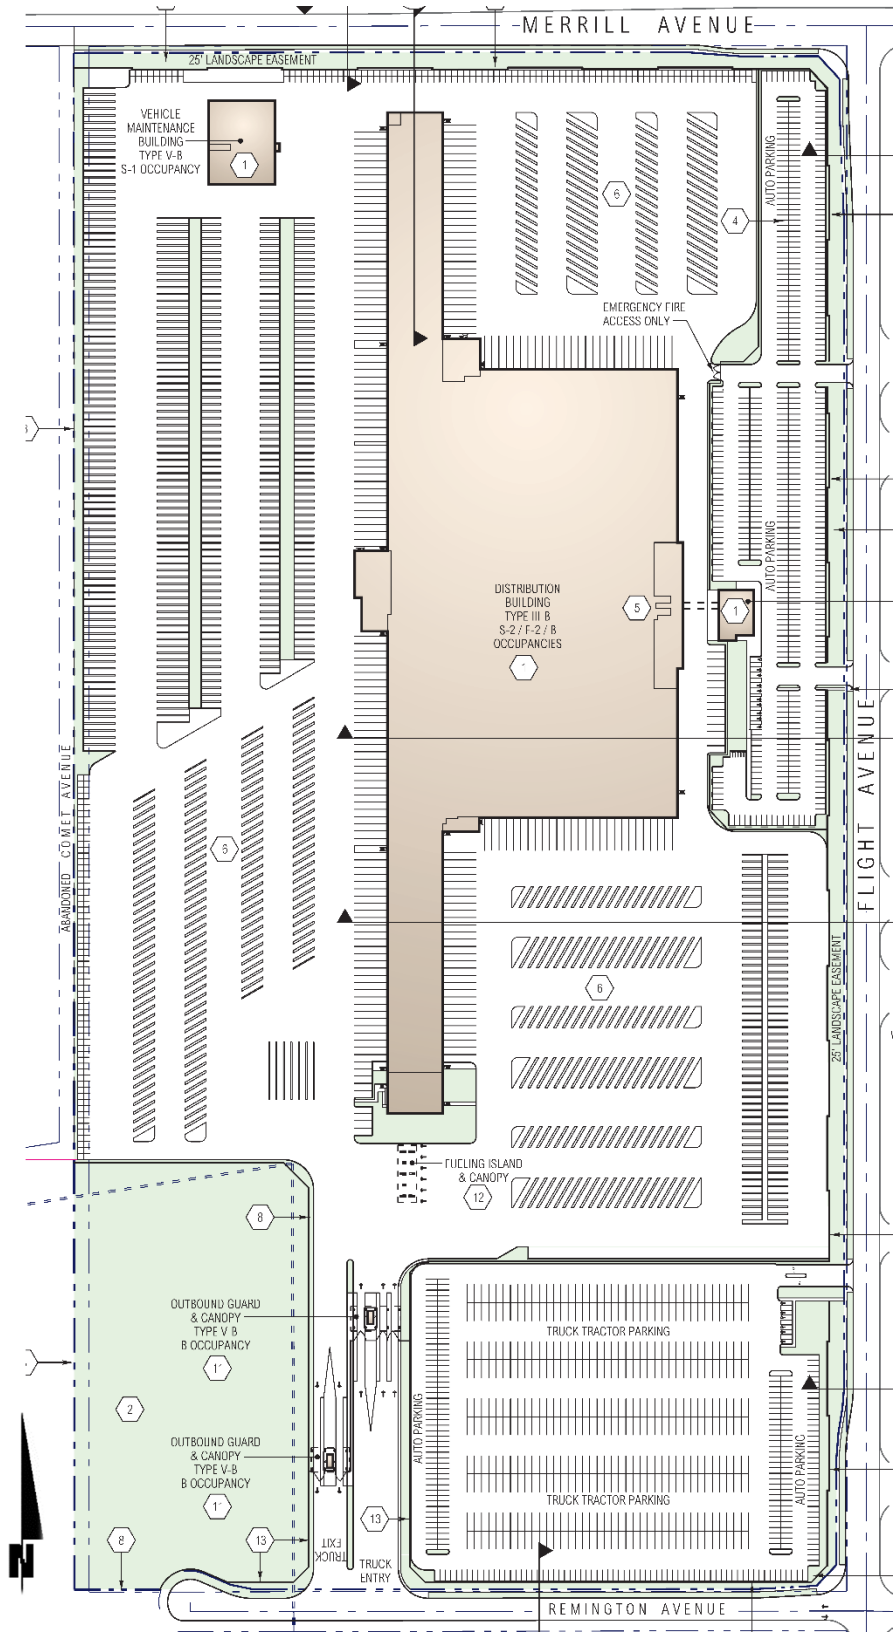 MERRILL AVENUE
25' LANDSCAPE EASEMENT
VEHICLE
MAINTENANCE
BUILDING
TYPE V-B
S-1 OCCUPANCY
1
AUTO PARKING
6
4
EMERGENCY FIRE
ACCESS ONLY
AUTO PARKING
DISTRIBUTION
BUILDING
TYPE III B
S-2 / F-2 / B
OCCUPANCIES
1
5
1
FLIGHT AVENUE
ABANDONED COMET AVENUE
6
6
25' LANDSCAPE EASEMENT
FUELING ISLAND
& CANOPY
12
8
OUTBOUND GUARD
& CANOPY
TYPE V B
B OCCUPANCY
11
TRUCK TRACTOR PARKING
2
AUTO PARKING
OUTBOUND GUARD
& CANOPY
TYPE V-B
B OCCUPANCY
11
AUTO PARKING
TRUCK TRACTOR PARKING
8
13
13
TRUCK
EXIT
TRUCK
ENTRY
N
REMINGTON AVENUE